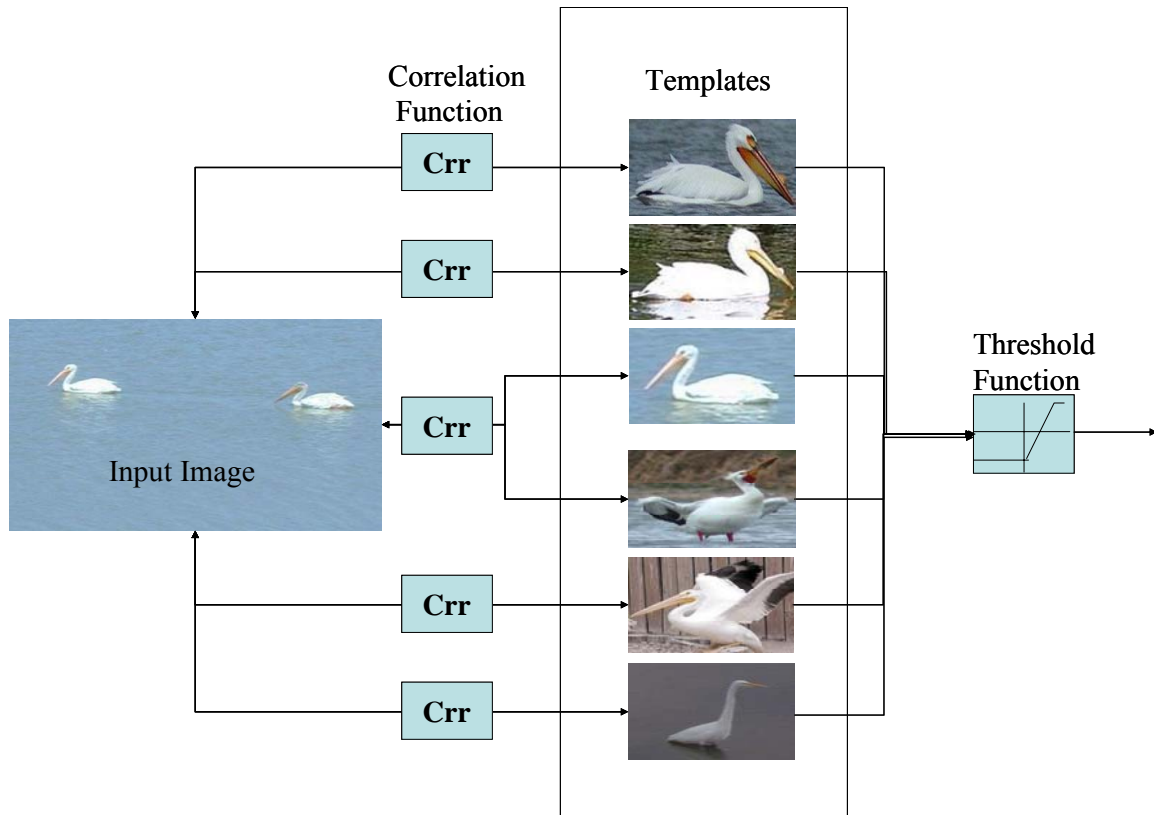 Correlation
Function
Templates
Crr
Crr
Crr
Crr
Crr
Input Image
Threshold
Function